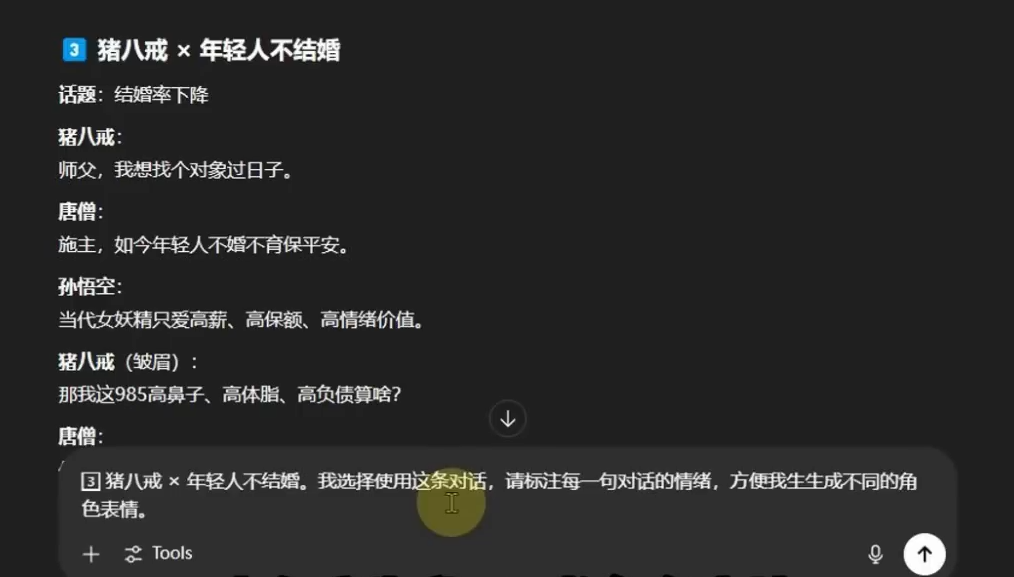 3 猪八戒 × 年轻人不结婚
话题：结婚率下降
猪八戒：
师父，我想找个对象过日子。
唐僧：
施主，如今年轻人不婚不育保平安。
孙悟空：
当代女妖精只爱高薪、高保额、高情绪价值。
猪八戒（皱眉）：
那我这985高鼻子、高体脂、高负债算啥？
唐僧：
3 猪八戒 × 年轻人不结婚。我选择使用这条对话，请标注每一句对话的情绪，方便我生生成不同的角
色表情。
Tools